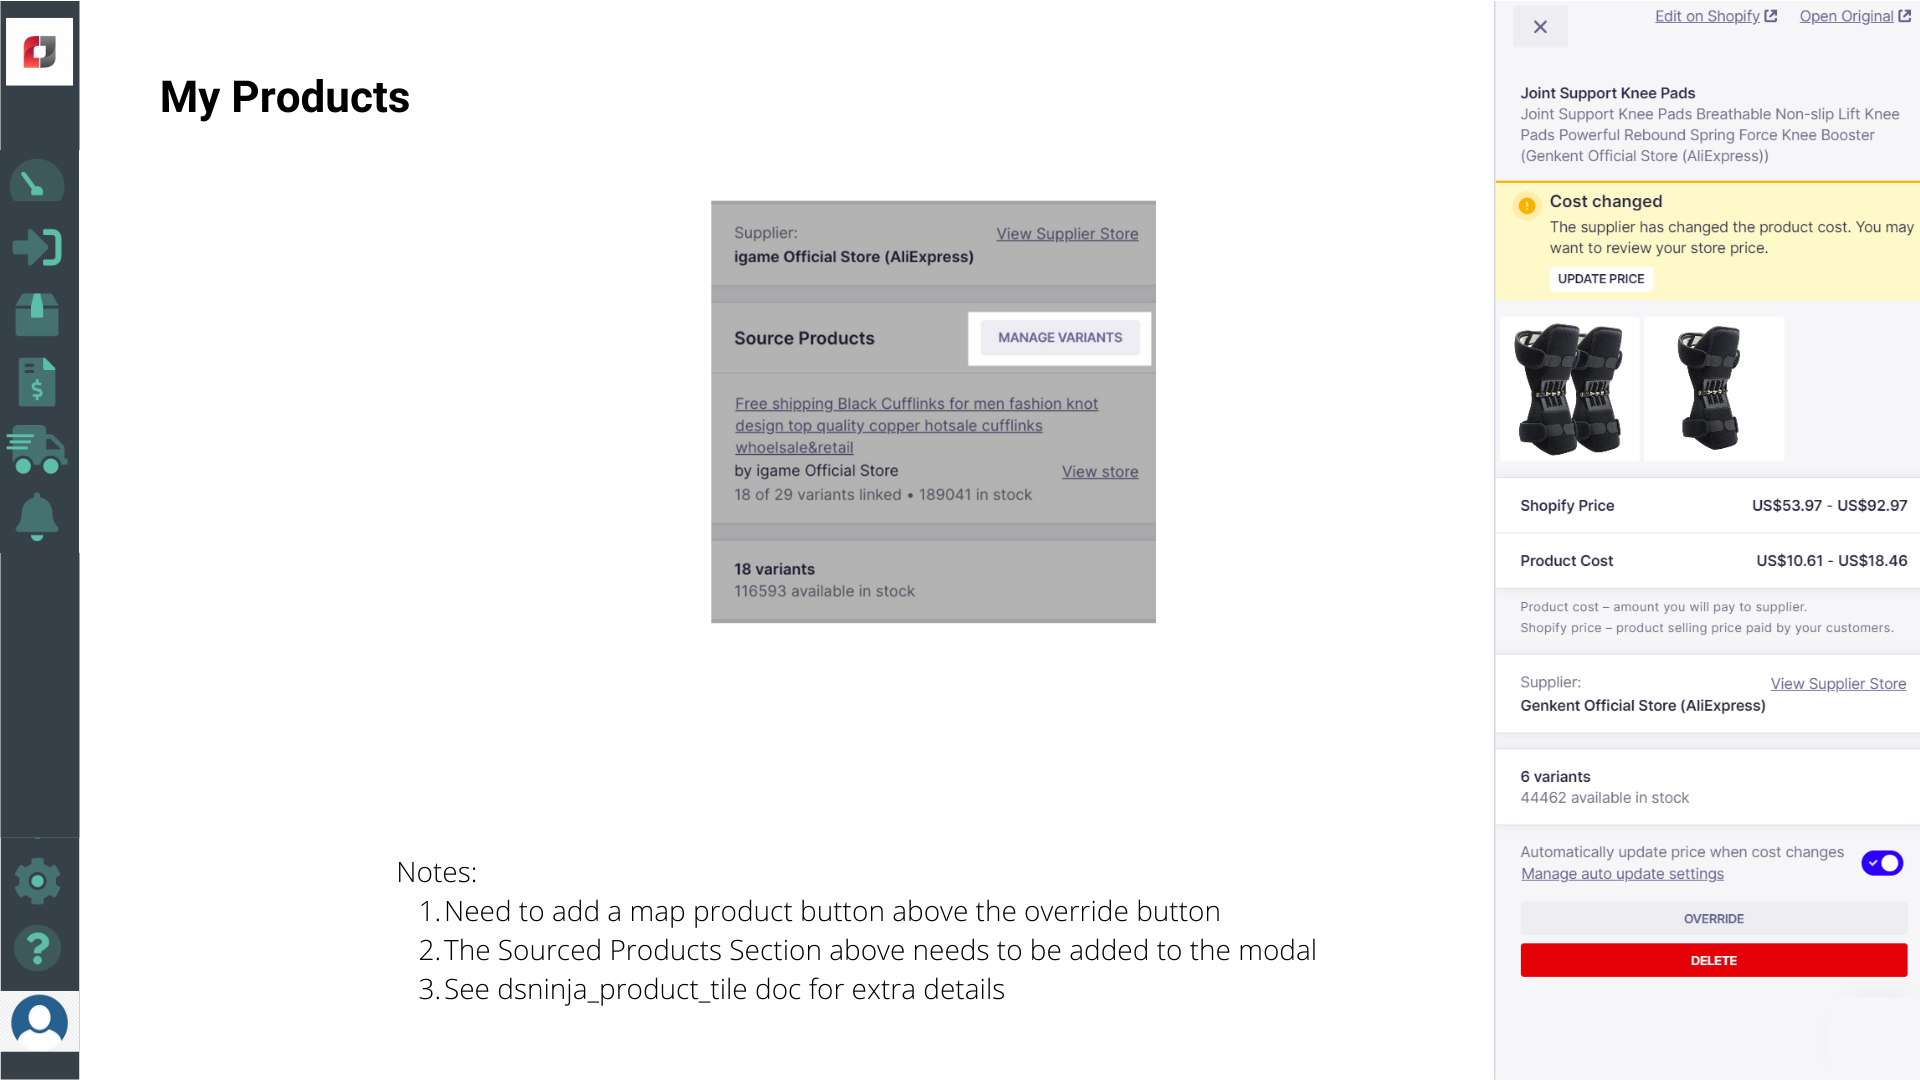 My Products
Supplier:
View Supplier Store
igame Official Store (AliExpress)
Source Products
MANAGE VARIANTS
Free shipping Black Cufflinks for men fashion knot
design top quality copper hotsale cufflinks
whoelsale&retail
by igame Official Store
View store
18 of 29 variants linked • 189041 in stock
18 variants
116593 available in stock
Notes:
1. Need to add a map product button above the override button
2. The Sourced Products Section above needs to be added to the modal
3. See dsninja_product_tile doc for extra details
Edit on Shopify
Open Original
Joint Support Knee Pads
Joint Support Knee Pads Breathable Non-slip Lift Knee
Pads Powerful Rebound Spring Force Knee Booster
(Genkent Official Store (AliExpress))
Cost changed
The supplier has changed the product cost. You may
want to review your store price.
UPDATE PRICE
Shopify Price
US$53.97 - US$92.97
Product Cost
US$10.61 - US$18.46
Product cost – amount you will pay to supplier.
Shopify price – product selling price paid by your customers.
Supplier:
View Supplier Store
Genkent Official Store (AliExpress)
6 variants
44462 available in stock
Automatically update price when cost changes
Manage auto update settings
OVERRIDE
DELETE